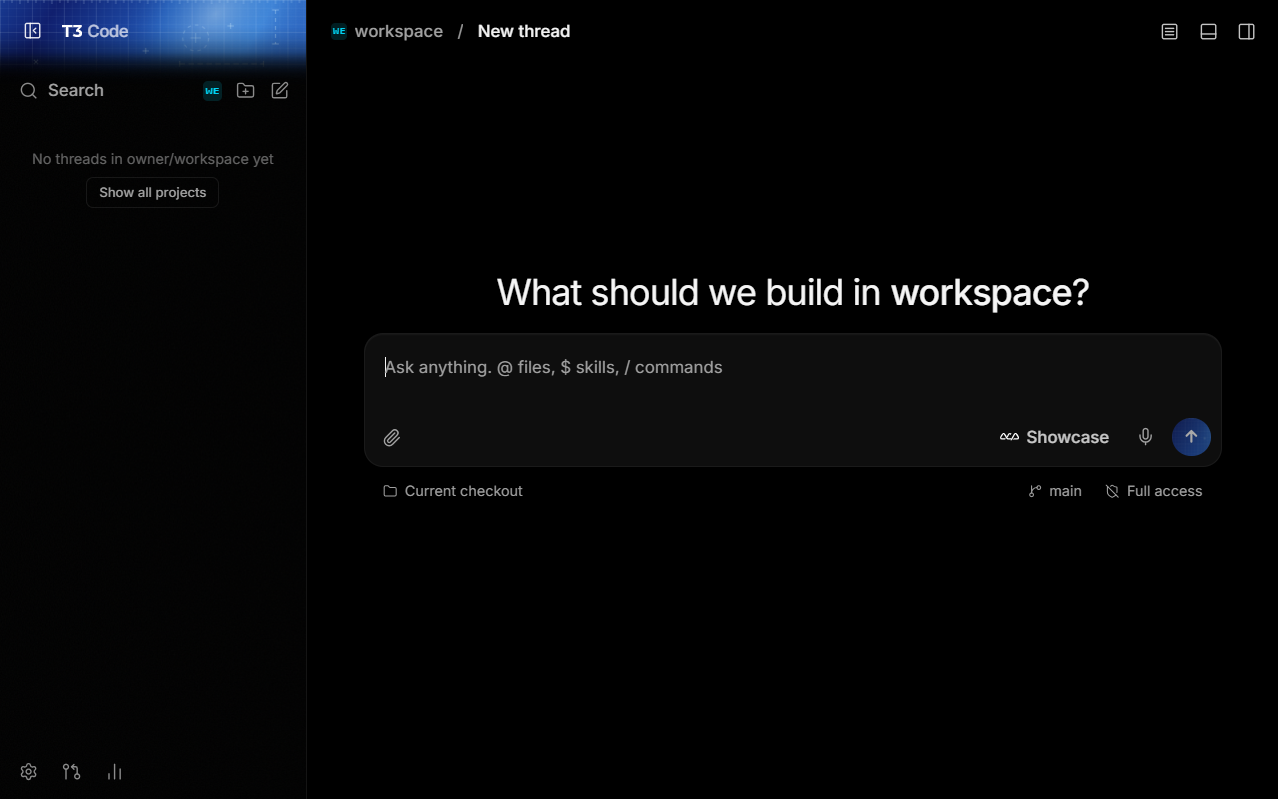 T3 Code
WE workspace / New thread
Search
WE
No threads in owner/workspace yet
Show all projects
What should we build in workspace?
Ask anything. @ files, $ skills, / commands
Showcase
Current checkout
main
Full access